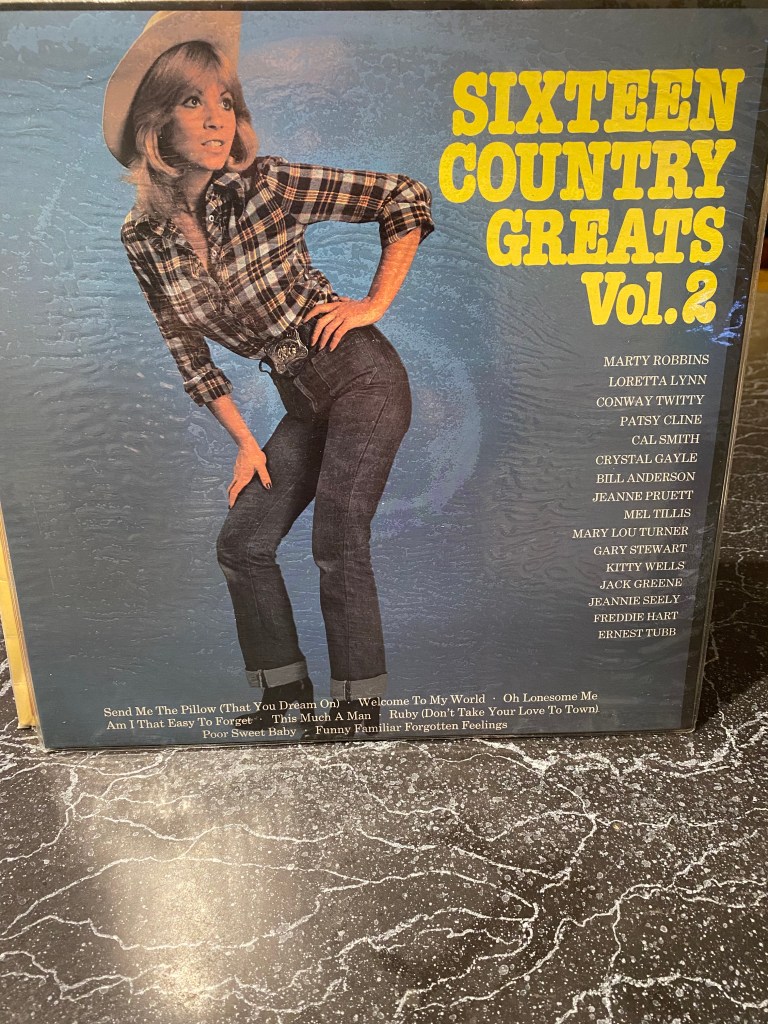 SIXTEEN
COUNTRY
GREATS
Vol.2
MARTY ROBBINS
LORETTA LYNN
CONWAY TWITTY
PATSY CLINE
CAL SMITH
CRYSTAL GAYLE
BILL ANDERSON
JEANNE PRUETT
MEL TILLIS
MARY LOU TURNER
GARY STEWART
KITTY WELLS
JACK GREENE
JEANNIE SEELY
FREDDIE HART
ERNEST TUBB
Send Me The Pillow (That You Dream On) · Welcome To My World · Oh Lonesome Me
Am I That Easy To Forget · This Much A Man · Ruby (Don't Take Your Love To Town)
Poor Sweet Baby · Funny Familiar Forgotten Feelings